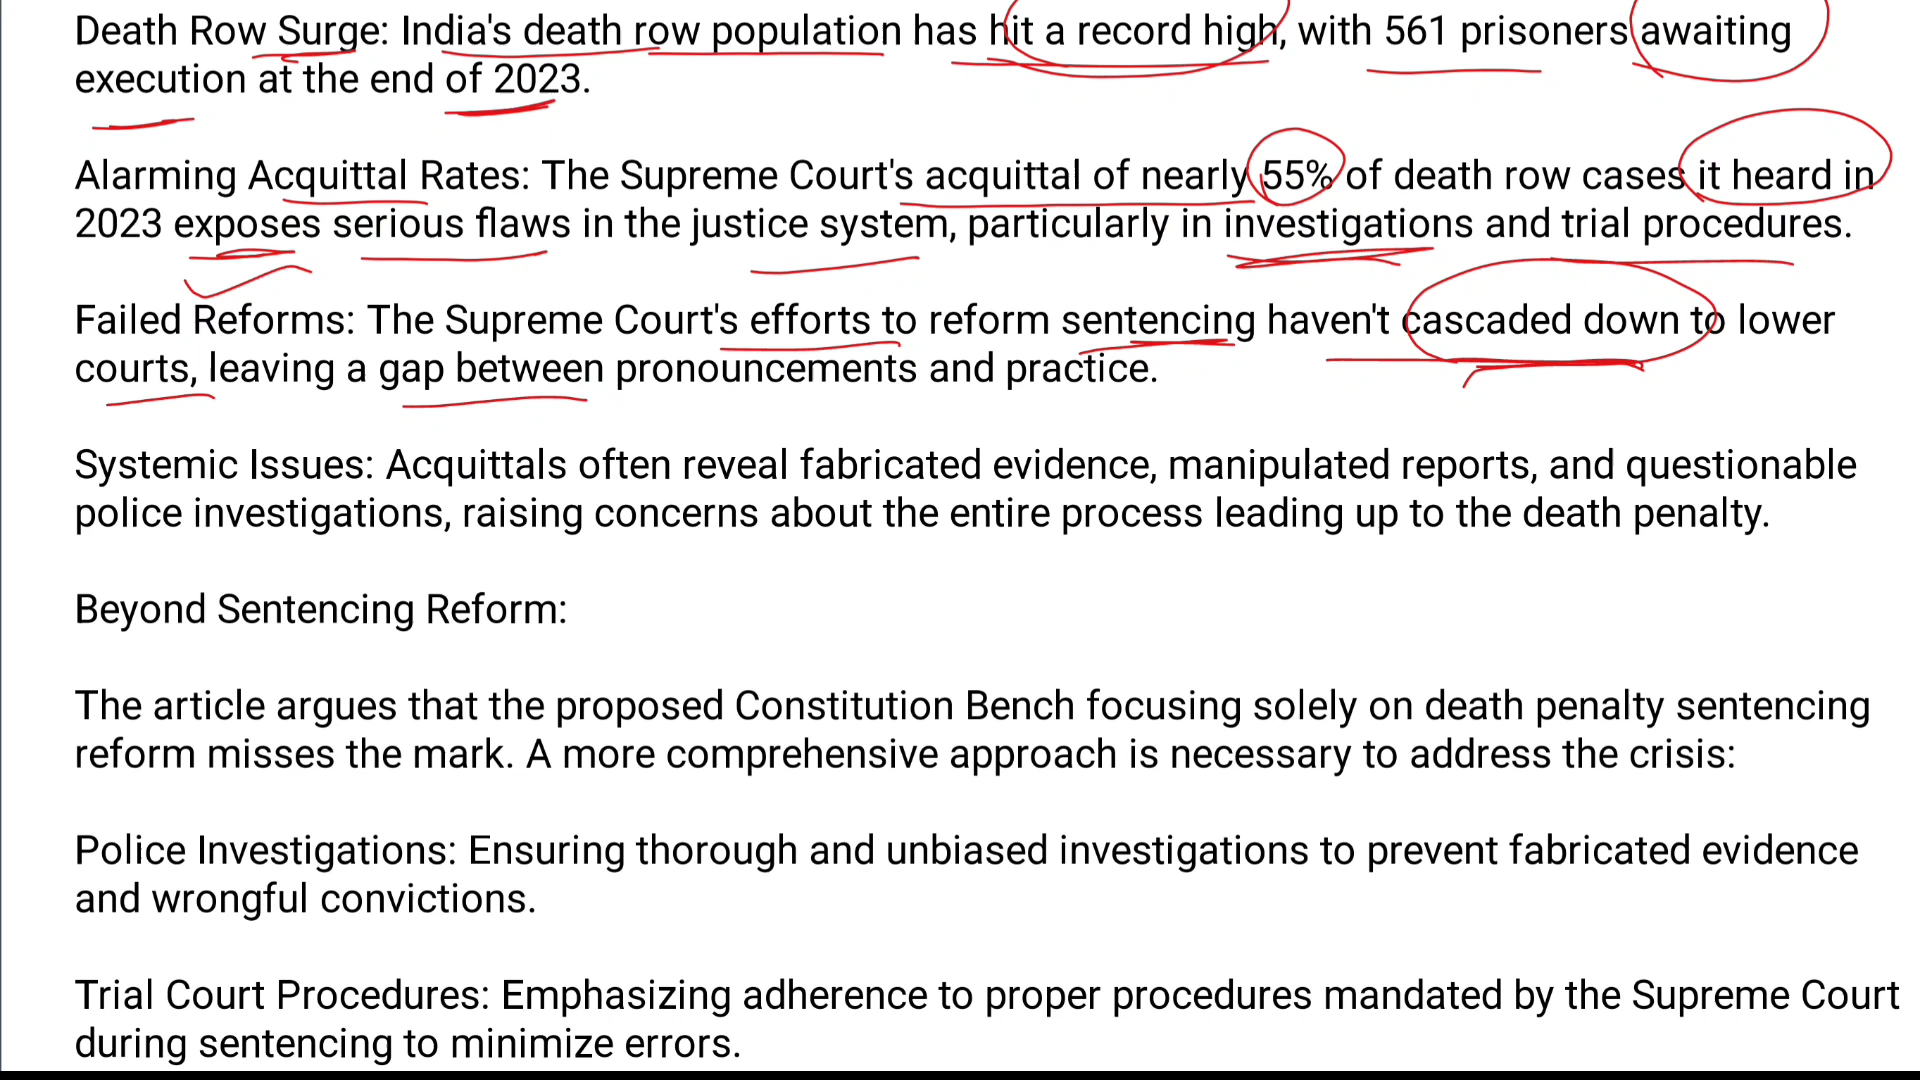 Death Row Surge: India's death row population has hit a record high, with 561 prisoners awaiting
execution at the end of 2023.
Alarming Acquittal Rates: The Supreme Court's acquittal of nearly 55% of death row cases it heard in
2023 exposes serious flaws in the justice system, particularly in investigations and trial procedures.
Failed Reforms: The Supreme Court's efforts to reform sentencing haven't cascaded down to lower
courts, leaving a gap between pronouncements and practice.
Systemic Issues: Acquittals often reveal fabricated evidence, manipulated reports, and questionable
police investigations, raising concerns about the entire process leading up to the death penalty.
Beyond Sentencing Reform:
The article argues that the proposed Constitution Bench focusing solely on death penalty sentencing
reform misses the mark. A more comprehensive approach is necessary to address the crisis:
Police Investigations: Ensuring thorough and unbiased investigations to prevent fabricated evidence
and wrongful convictions.
Trial Court Procedures: Emphasizing adherence to proper procedures mandated by the Supreme Court
during sentencing to minimize errors.